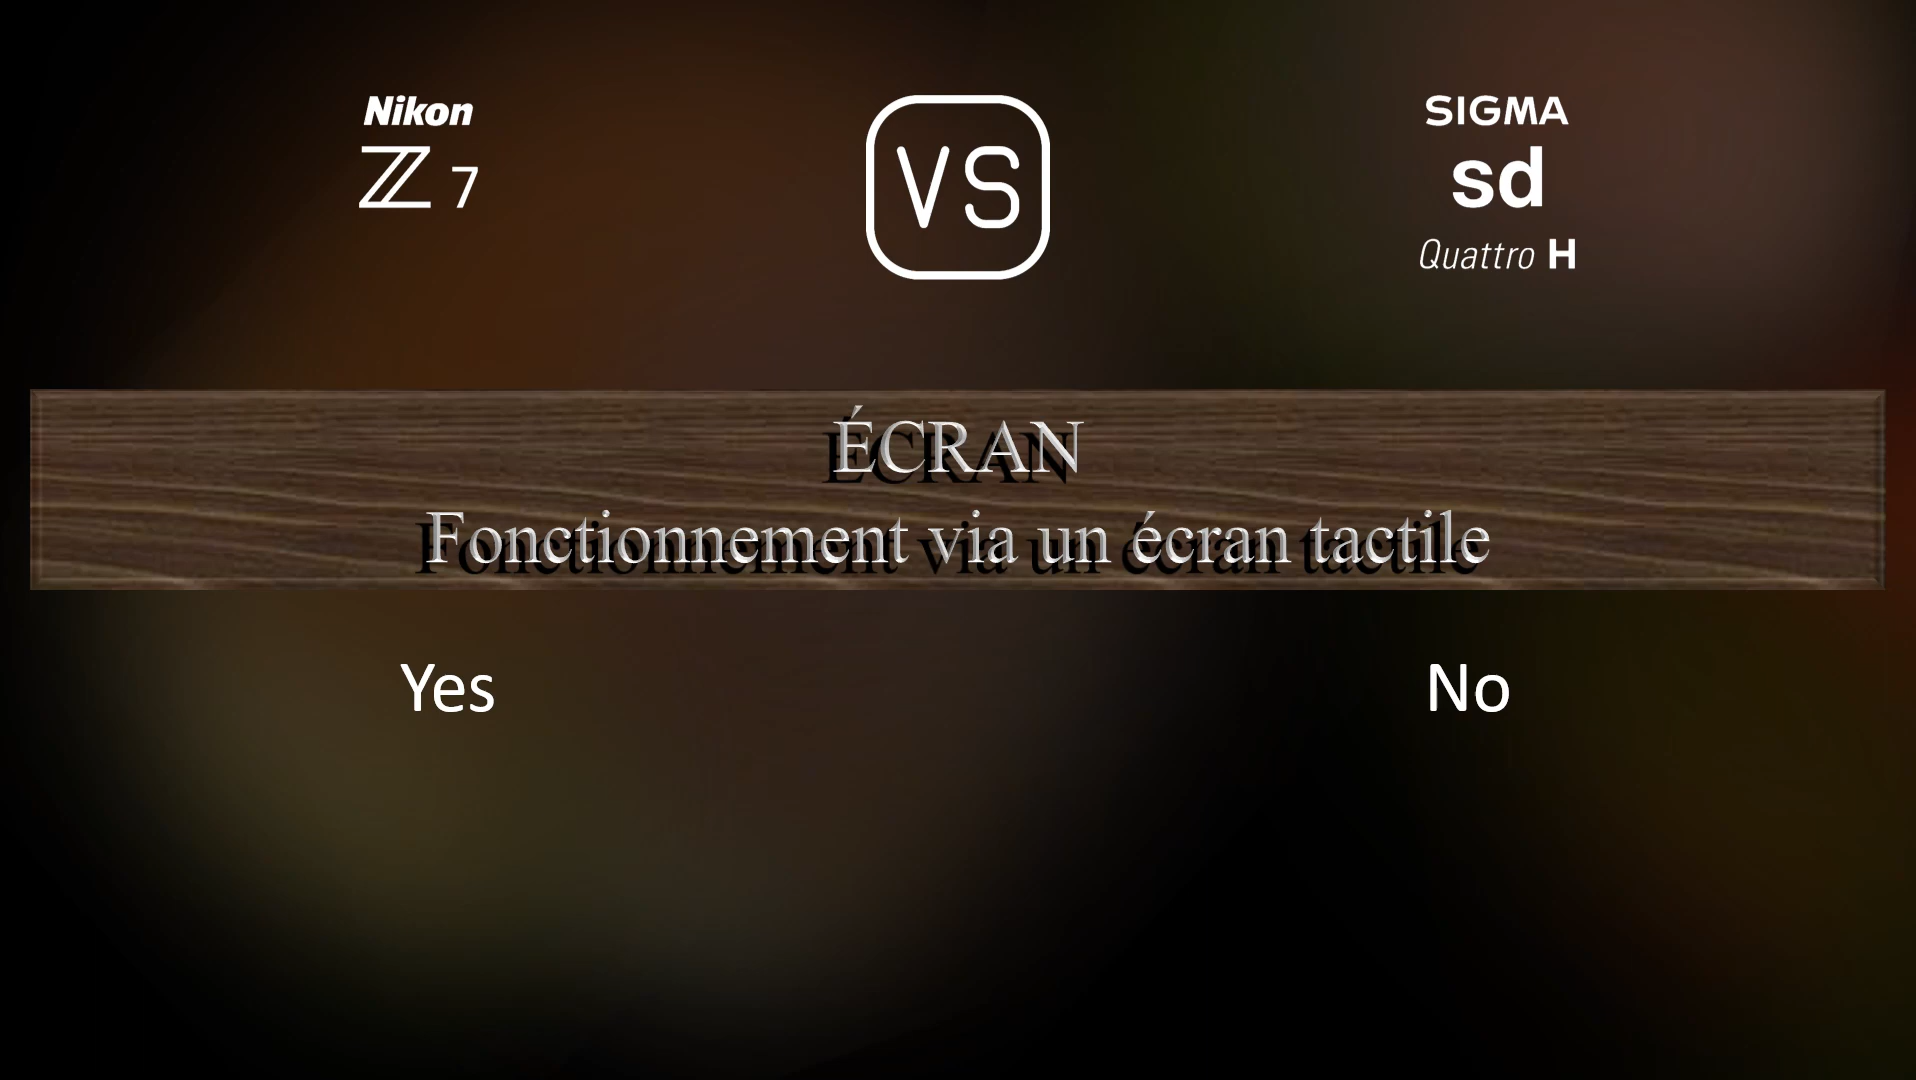 Nikon
Z 7
VS
SIGMA
sd
Quattro H
ÉCRAN
Fonctionnement via un écran tactile
Yes
No